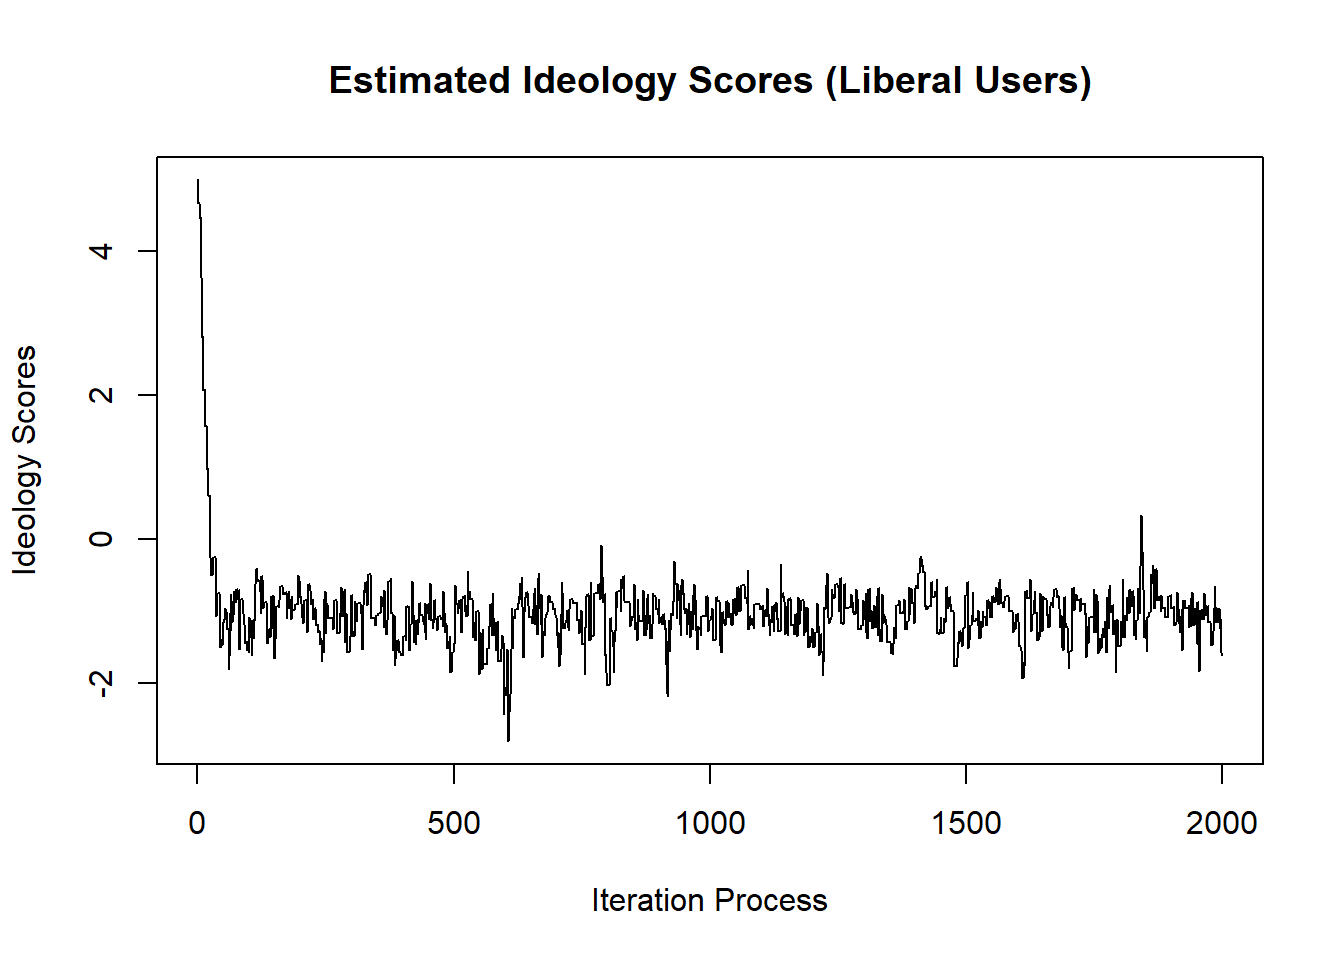 Estimated Ideology Scores (Liberal Users)
Ideology Scores
4
2
0
-2
0 500 1000 1500 2000
Iteration Process